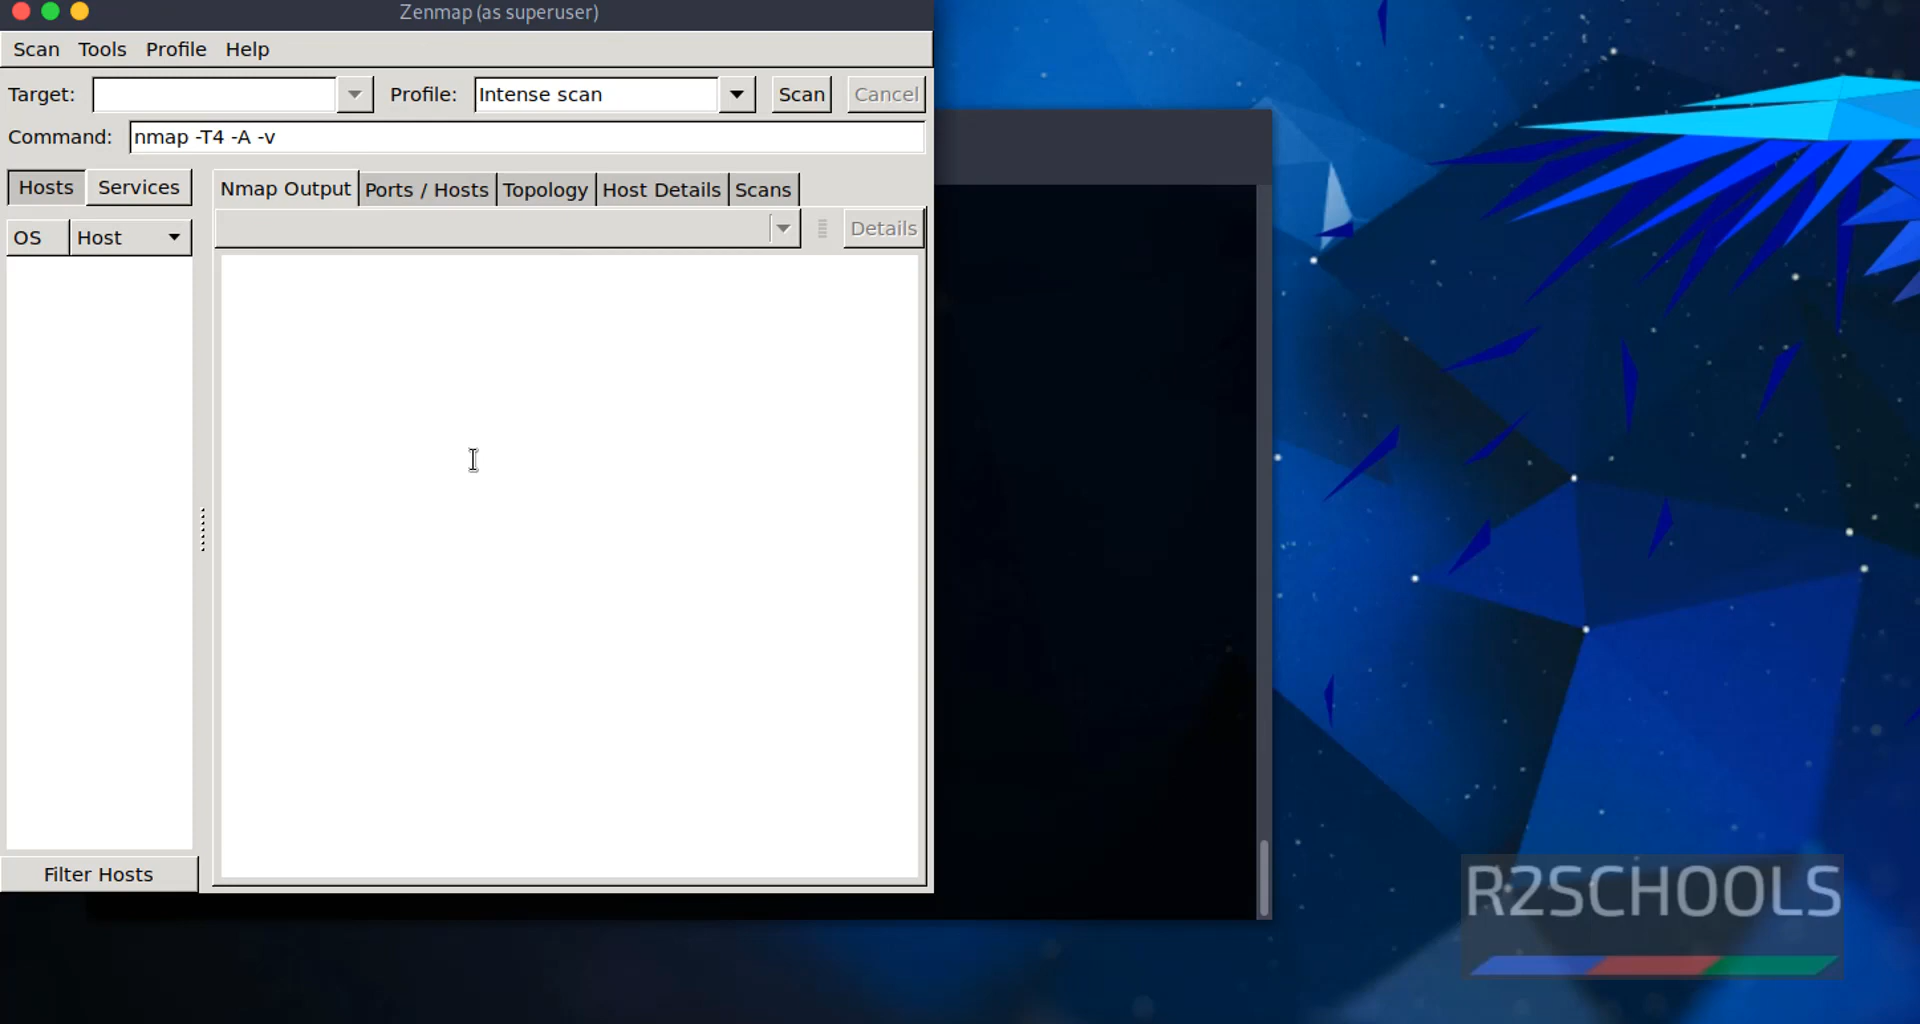 Zenmap (as superuser)
Scan Tools Profile Help
Target: Profile: Intense scan Scan Cancel
Command: nmap -T4 -A -v
Hosts Services Nmap Output Ports / Hosts Topology Host Details Scans
OS Host Details
Filter Hosts
R2SCHOOLS